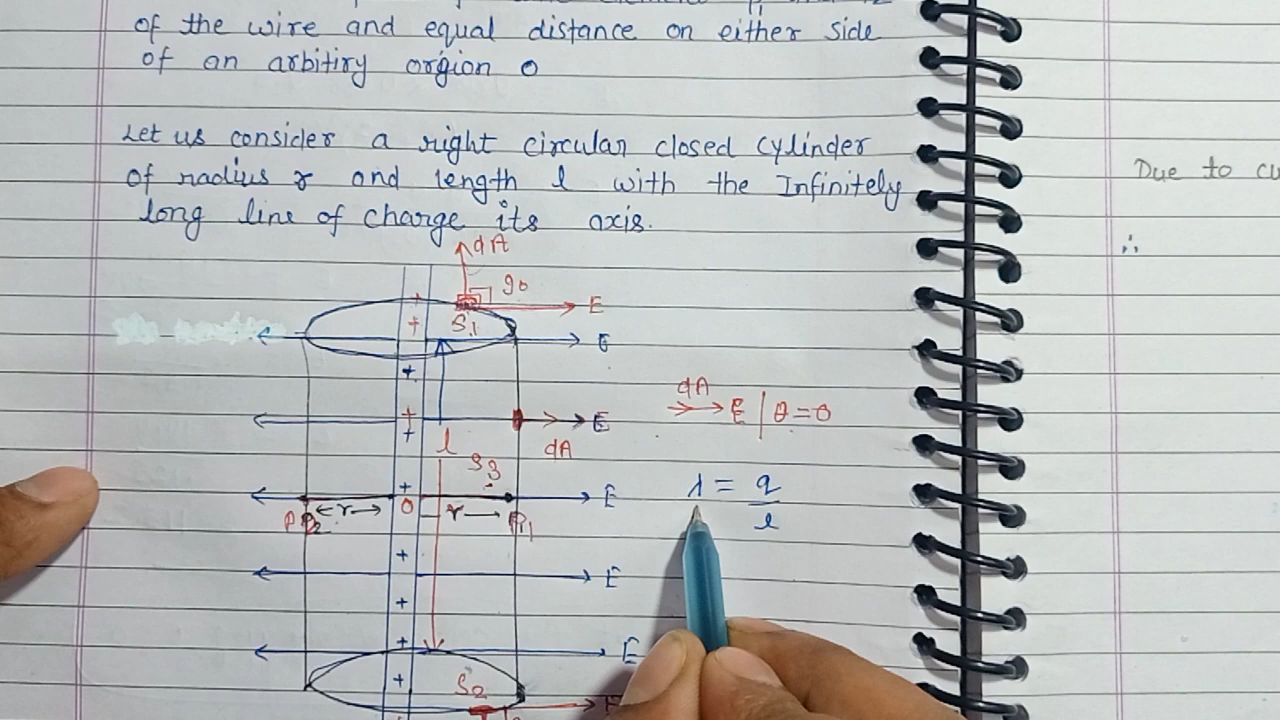 of the wire and equal distance on either side
of an arbitiry orgion O
Let us consider a right circular closed cylinder
of radius r and length l with the Infinitely
long line of charge its axis.
dA
90
E
S1
E
E
dA
dA E | θ = 0
l
S3
λ = q/l
E
P2 r O r P1
E
E
S2
Due to
∴